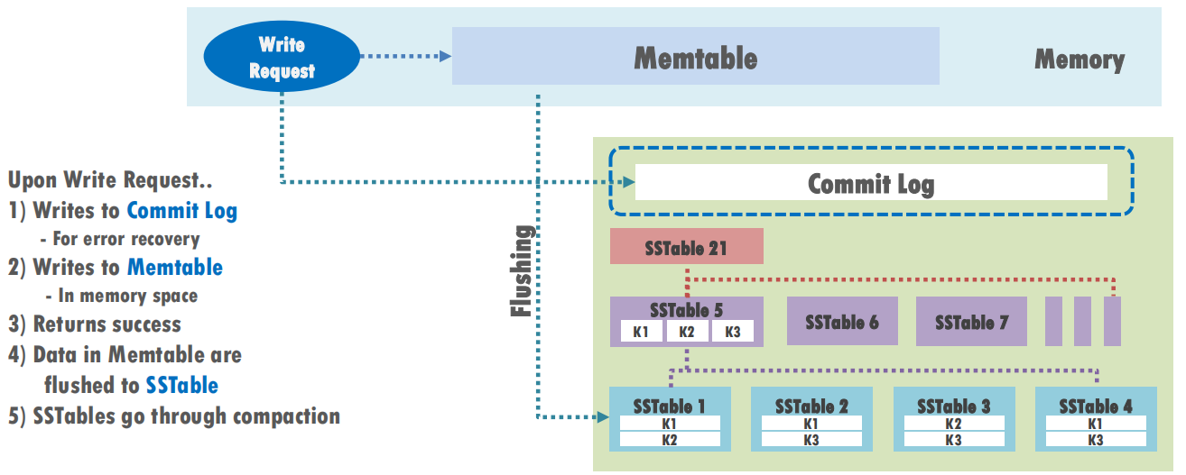 Write
Request
Memtable
Memory
Upon Write Request..
1) Writes to Commit Log
- For error recovery
2) Writes to Memtable
- In memory space
3) Returns success
4) Data in Memtable are
flushed to SSTable
5) SSTables go through compaction
Flushing
Commit Log
SSTable 21
SSTable 5
K1 K2 K3
SSTable 6
SSTable 7
SSTable 1
K1
K2
SSTable 2
K1
K3
SSTable 3
K2
K3
SSTable 4
K1
K3